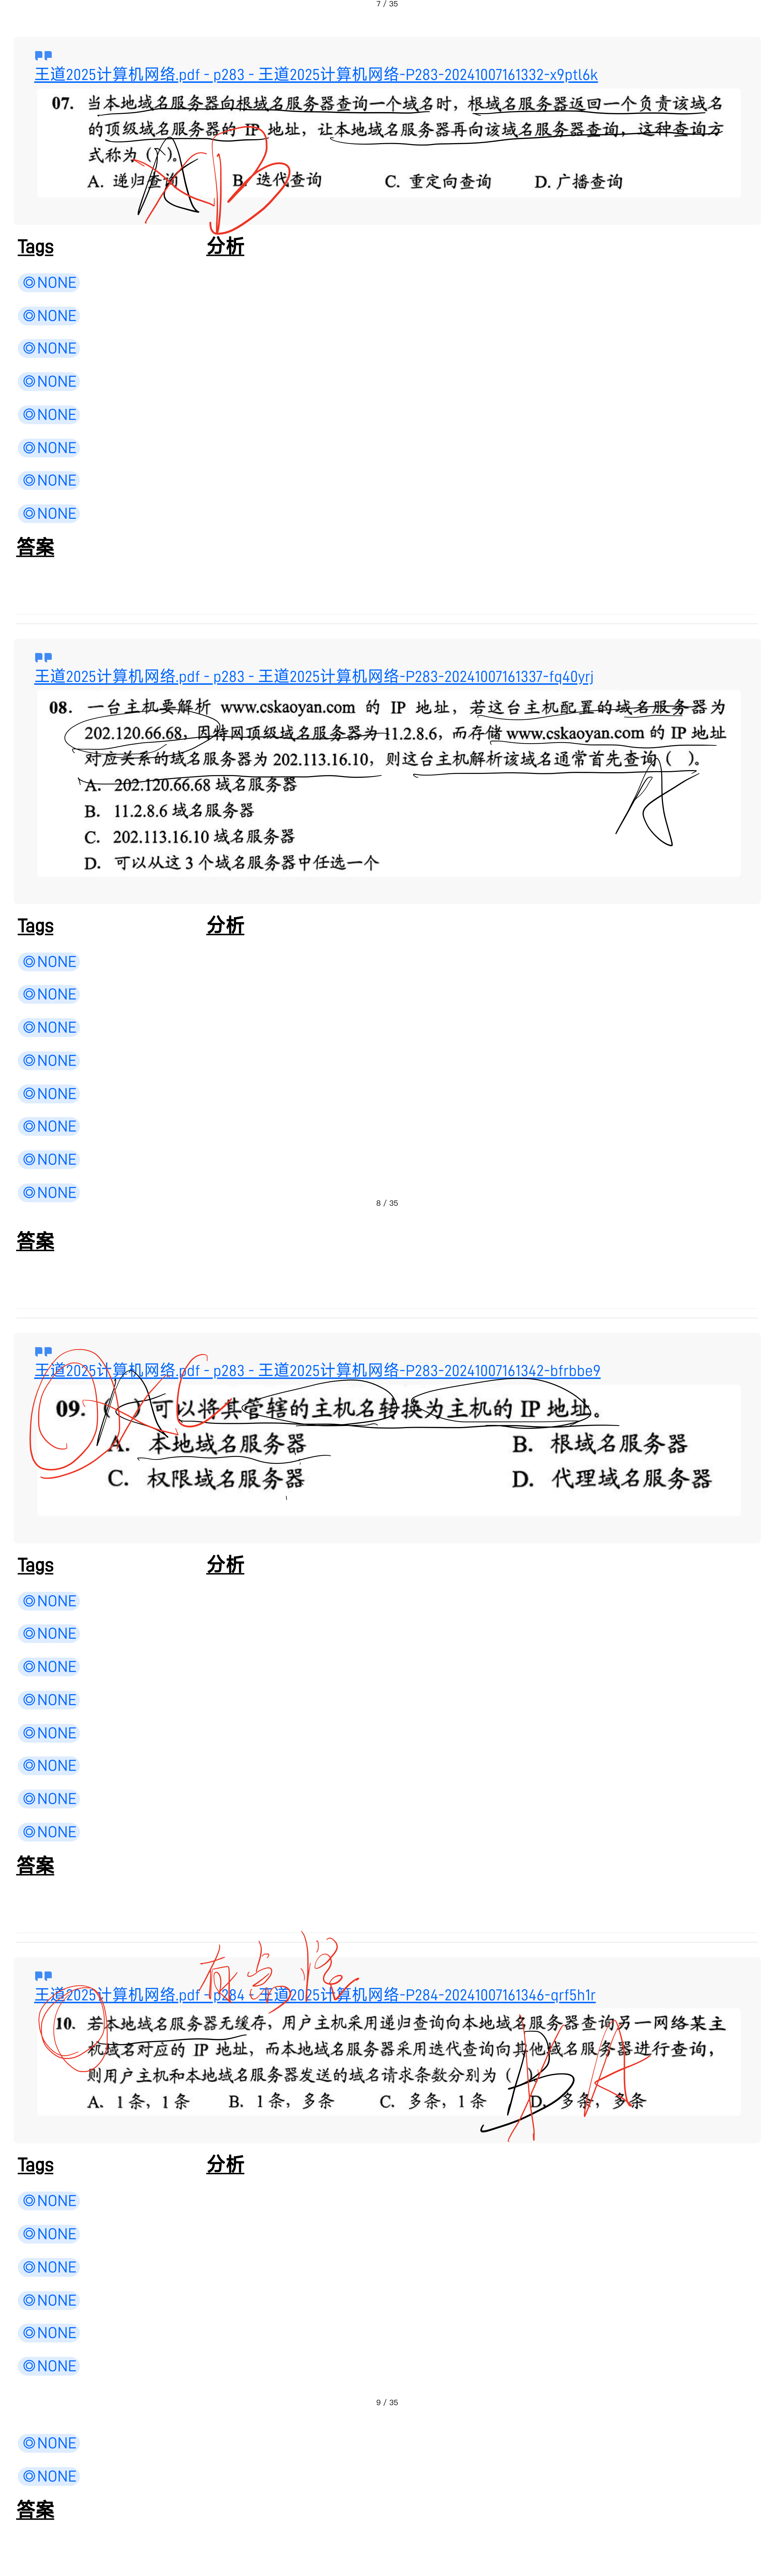 7 / 35
王道2025计算机网络.pdf - p283 - 王道2025计算机网络-P283-20241007161332-x9ptl6k
07. 当本地域名服务器向根域名服务器查询一个域名时，根域名服务器返回一个负责该域名
的顶级域名服务器的 IP 地址，让本地域名服务器再向该域名服务器查询，这种查询方
式称为（ ）。
A. 递归查询 B. 迭代查询 C. 重定向查询 D. 广播查询
A B
Tags 分析
◎NONE
◎NONE
◎NONE
◎NONE
◎NONE
◎NONE
◎NONE
◎NONE
答案
王道2025计算机网络.pdf - p283 - 王道2025计算机网络-P283-20241007161337-fq40yrj
08. 一台主机要解析 www.cskaoyan.com 的 IP 地址，若这台主机配置的域名服务器为
202.120.66.68，因特网顶级域名服务器为 11.2.8.6，而存储 www.cskaoyan.com 的 IP 地址
对应关系的域名服务器为 202.113.16.10，则这台主机解析该域名通常首先查询（ ）。
A. 202.120.66.68 域名服务器
A
B. 11.2.8.6 域名服务器
C. 202.113.16.10 域名服务器
D. 可以从这 3 个域名服务器中任选一个
Tags 分析
◎NONE
◎NONE
◎NONE
◎NONE
◎NONE
◎NONE
◎NONE
◎NONE
8 / 35
答案
王道2025计算机网络.pdf - p283 - 王道2025计算机网络-P283-20241007161342-bfrbbe9
A C
09. （ ）可以将其管辖的主机名转换为主机的 IP 地址。
A. 本地域名服务器 B. 根域名服务器
C. 权限域名服务器 D. 代理域名服务器
Tags 分析
◎NONE
◎NONE
◎NONE
◎NONE
◎NONE
◎NONE
◎NONE
◎NONE
答案
有点怪
王道2025计算机网络.pdf - p284 - 王道2025计算机网络-P284-20241007161346-qrf5h1r
10. 若本地域名服务器无缓存，用户主机采用递归查询向本地域名服务器查询另一网络某主
机域名对应的 IP 地址，而本地域名服务器采用迭代查询向其他域名服务器进行查询，
则用户主机和本地域名服务器发送的域名请求条数分别为（ ）
B A
A. 1 条，1 条 B. 1 条，多条 C. 多条，1 条 D. 多条，多条
Tags 分析
◎NONE
◎NONE
◎NONE
◎NONE
◎NONE
◎NONE
9 / 35
◎NONE
◎NONE
答案